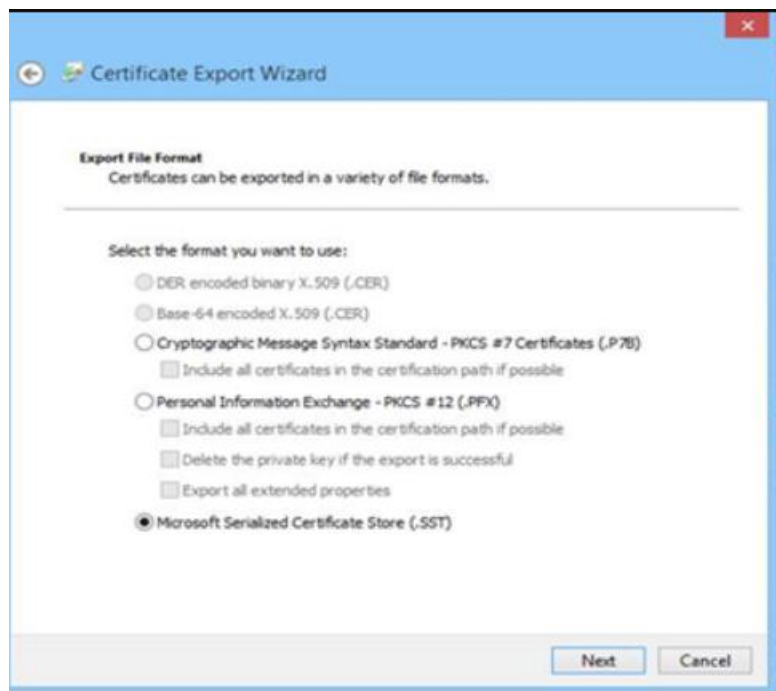 Certificate Export Wizard
Export File Format
Certificates can be exported in a variety of file formats.
Select the format you want to use:
DER encoded binary X.509 (.CER)
Base-64 encoded X.509 (.CER)
Cryptographic Message Syntax Standard - PKCS #7 Certificates (.P7B)
Include all certificates in the certification path if possible
Personal Information Exchange - PKCS #12 (.PFX)
Include all certificates in the certification path if possible
Delete the private key if the export is successful
Export all extended properties
Microsoft Serialized Certificate Store (.SST)
Next Cancel